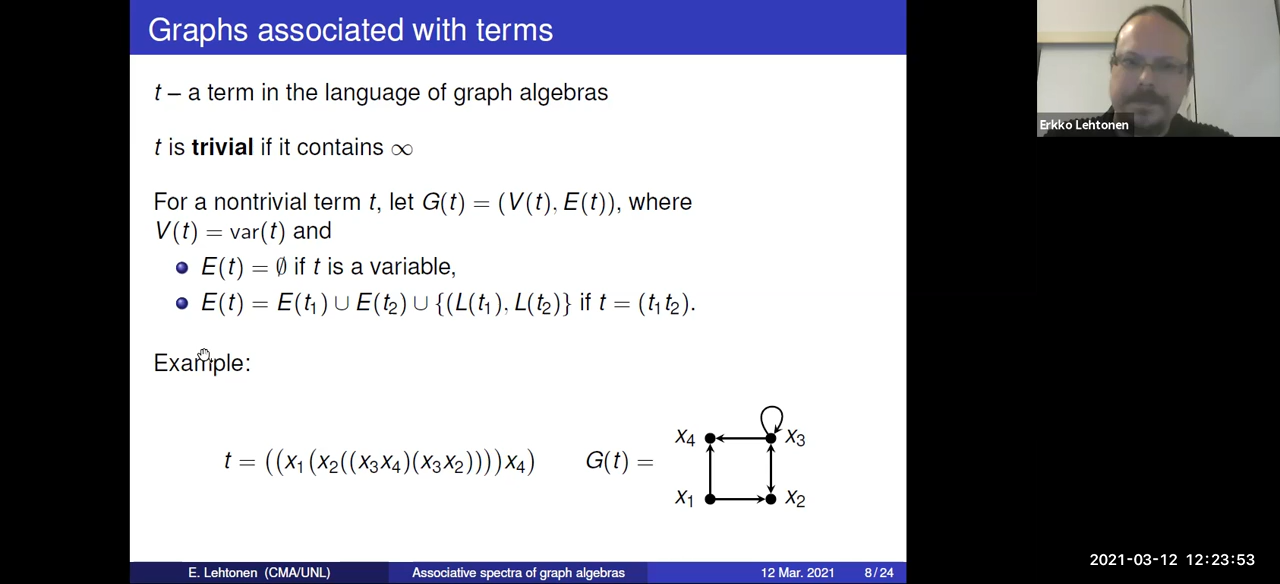 Graphs associated with terms
t – a term in the language of graph algebras
t is trivial if it contains ∞
For a nontrivial term t, let G(t) = (V(t), E(t)), where
V(t) = var(t) and
E(t) = ∅ if t is a variable,
E(t) = E(t₁) ∪ E(t₂) ∪ {(L(t₁), L(t₂)} if t = (t₁t₂).
Example:
t = ((x₁(x₂((x₃x₄)(x₃x₂))))x₄)
G(t) =
x₄
x₃
x₁
x₂
E. Lehtonen (CMA/UNL)
Associative spectra of graph algebras
12 Mar. 2021
8 / 24
Erkko Lehtonen
2021-03-12 12:23:53